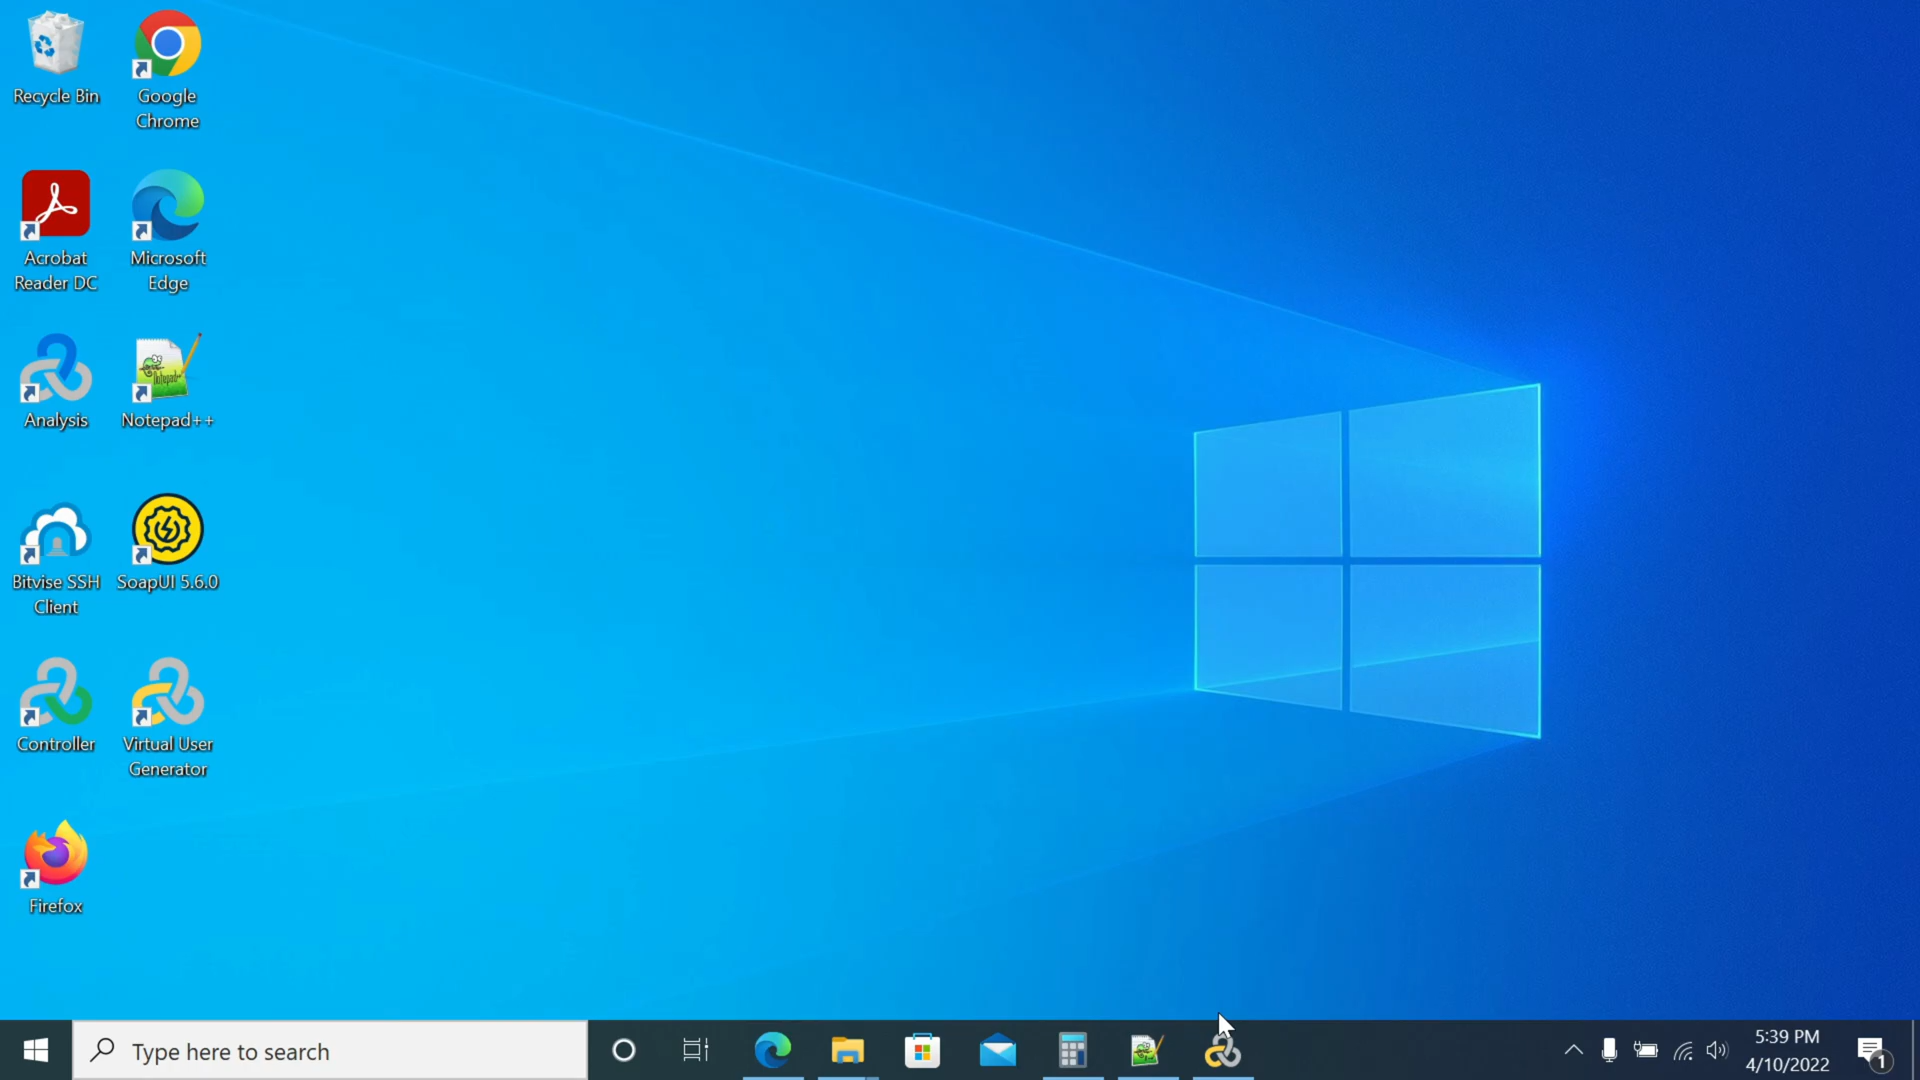 Recycle Bin
Google
Chrome
Acrobat
Reader DC
Microsoft
Edge
Analysis
Notepad++
Bitvise SSH
Client
SoapUI 5.6.0
Controller
Virtual User
Generator
Firefox
Type here to search
5:39 PM
4/10/2022
1